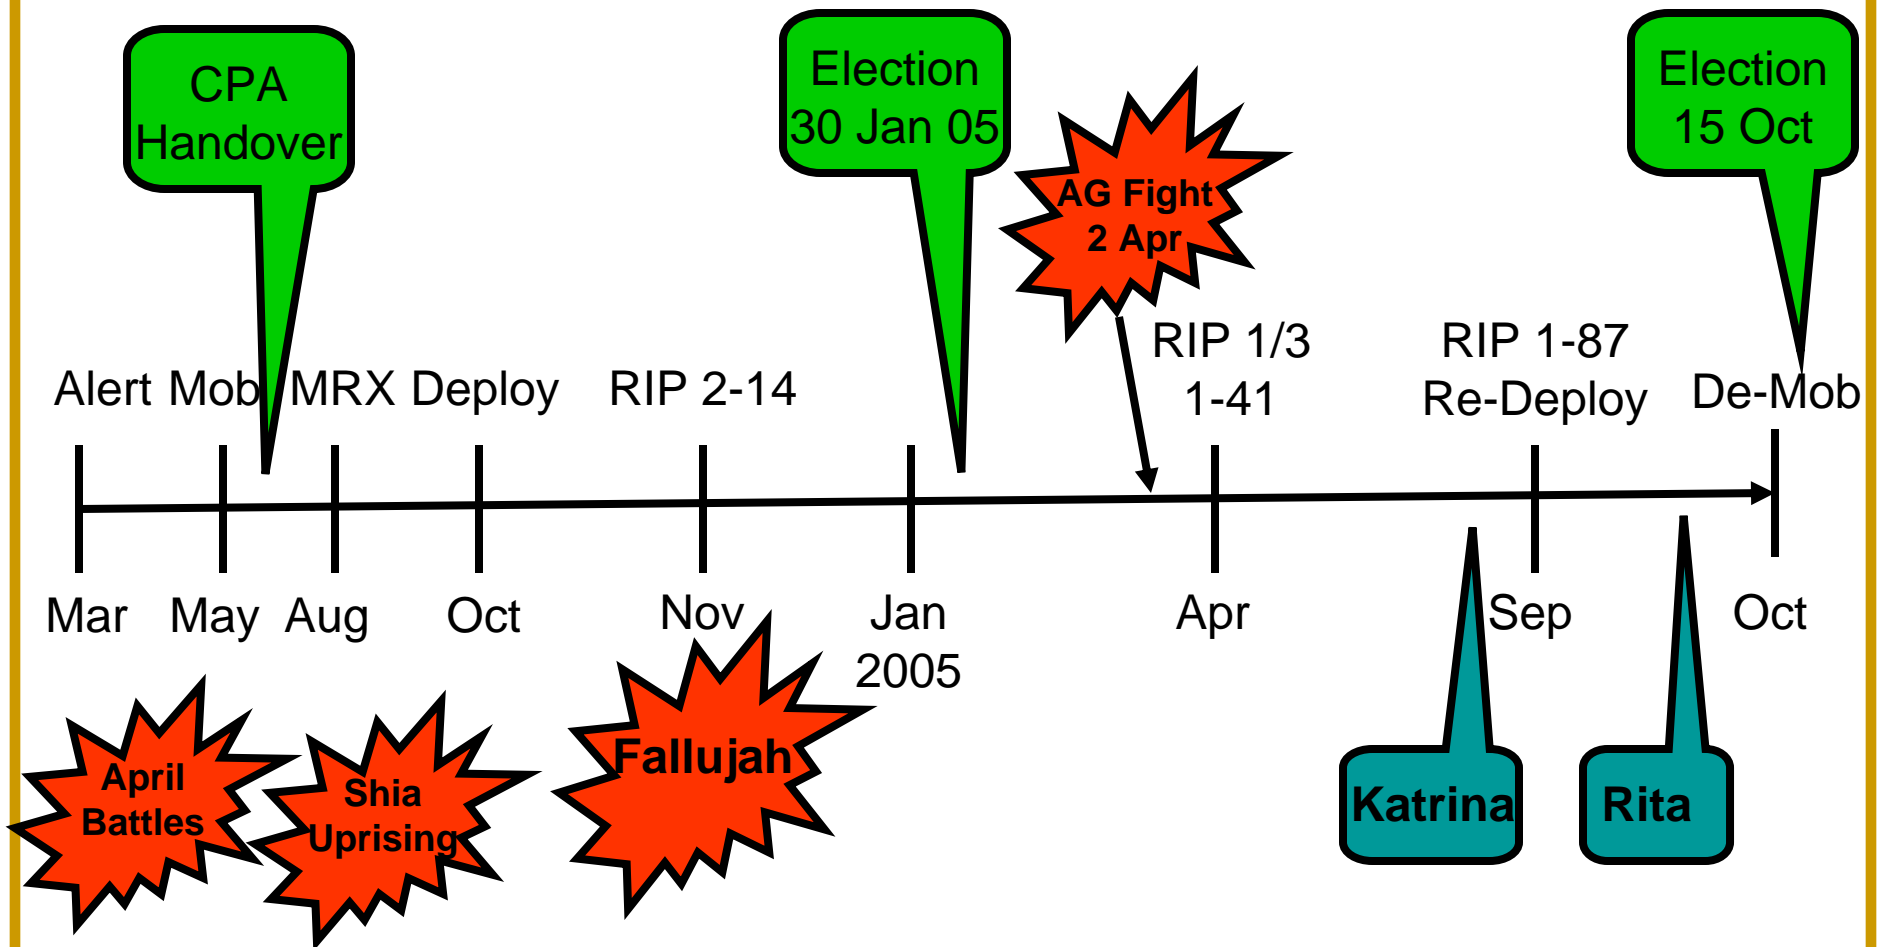 CPA
Handover
Election
30 Jan 05
Election
15 Oct
AG Fight
2 Apr
Alert Mob MRX Deploy
RIP 2-14
RIP 1/3
1-41
RIP 1-87
Re-Deploy
De-Mob
Mar
May
Aug
Oct
Nov
Jan
2005
Apr
Sep
Oct
April
Battles
Shia
Uprising
Fallujah
Katrina
Rita